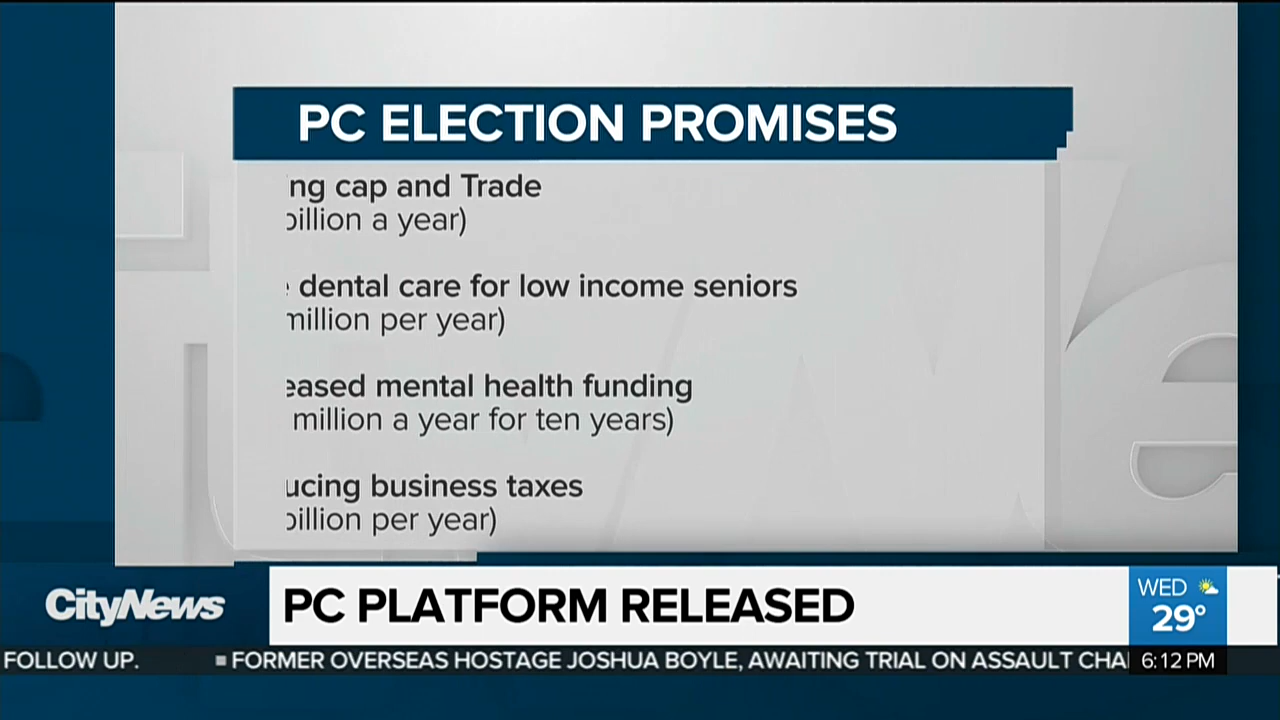 PC ELECTION PROMISES
ng cap and Trade
billion a year)
dental care for low income seniors
million per year)
eased mental health funding
million a year for ten years)
ucing business taxes
billion per year)
CityNews
PC PLATFORM RELEASED
WED
29°
FOLLOW UP. ■ FORMER OVERSEAS HOSTAGE JOSHUA BOYLE, AWAITING TRIAL ON ASSAULT CHA
6:12 PM